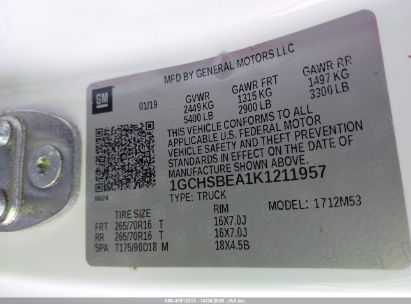 MFD BY GENERAL MOTORS LLC
GM
01/19
GVWR GAWR FRT GAWR RR
2449 KG 1315 KG 1497 KG
5400 LB 2900 LB 3300 LB
THIS VEHICLE CONFORMS TO ALL
APPLICABLE U.S. FEDERAL MOTOR
VEHICLE SAFETY AND THEFT
PREVENTION STANDARDS IN EFFECT ON
THE DATE OF MANUFACTURE SHOWN ABOVE.
1GCHSBEA1K1211957
TYPE: TRUCK MODEL: 1712M53
TIRE SIZE RIM
FRT 265/70R16 T 16X7.0J
RR 265/70R16 T 16X7.0J
SPA T175/90D18 M 18X4.5B